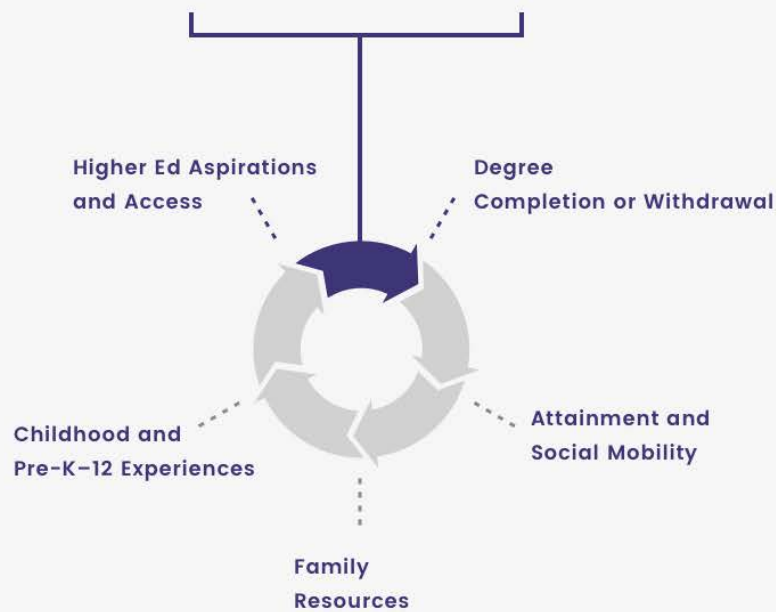 Higher Ed Aspirations
and Access
Degree
Completion or Withdrawal
Attainment and
Social Mobility
Family
Resources
Childhood and
Pre-K–12 Experiences